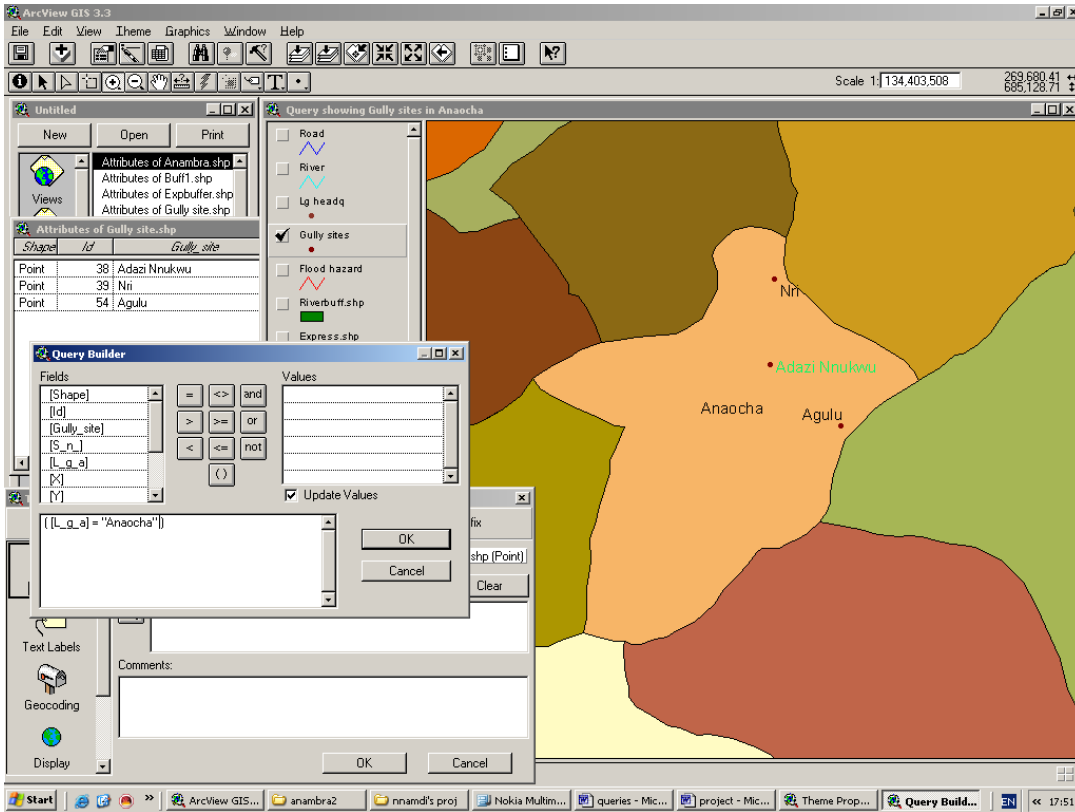 ArcView GIS 3.3
File Edit View Theme Graphics Window Help
Scale 1: 134,403,508
269,680.41
685,128.71
Untitled
New Open Print
Views
Attributes of Anambra.shp
Attributes of Buff1.shp
Attributes of Expbuffer.shp
Attributes of Gully site.shp
Attributes of Gully site.shp
Shape Id Gully_site
Point 38 Adazi Nnukwu
Point 39 Nri
Point 54 Agulu
Query showing Gully sites in Anaocha
Road
River
Lg headq
Gully sites
Flood hazard
Riverbuff.shp
Express.shp
Nri
Adazi Nnukwu
Anaocha
Agulu
Query Builder
Fields
[Shape]
[Id]
[Gully_site]
[S_n_]
[L_g_a]
[X]
[Y]
= <> and
> >= or
< <= not
( )
Values
Update Values
( [L_g_a] = "Anaocha")
OK
Cancel
fix
.shp (Point)
Clear
Text Labels
Geocoding
Display
Comments:
OK Cancel
Start » ArcView GIS... anambra2 nnamdi's proj Nokia Multim... queries - Mic... project - Mic... Theme Prop... Query Build... EN « 17:51